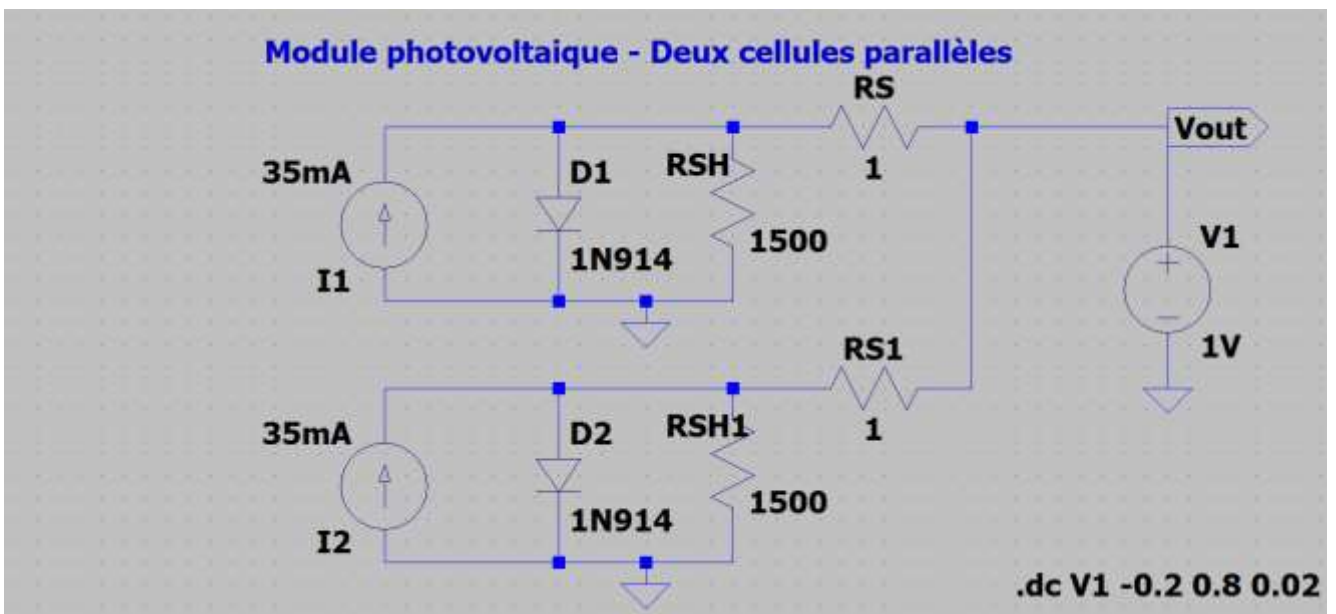 Module photovoltaique - Deux cellules parallèles
RS
Vout
35mA
D1
RSH
1
1N914
1500
V1
I1
RS1
1V
35mA
D2
RSH1
1
1N914
1500
I2
.dc V1 -0.2 0.8 0.02